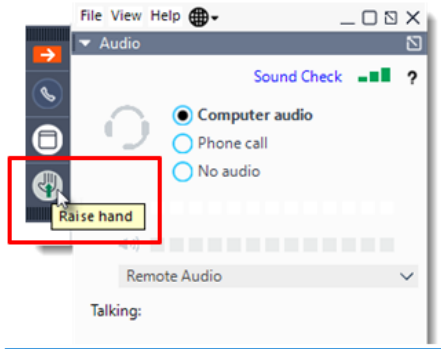 File View Help
Audio
Sound Check ?
Computer audio
Phone call
No audio
Raise hand
Remote Audio
Talking: